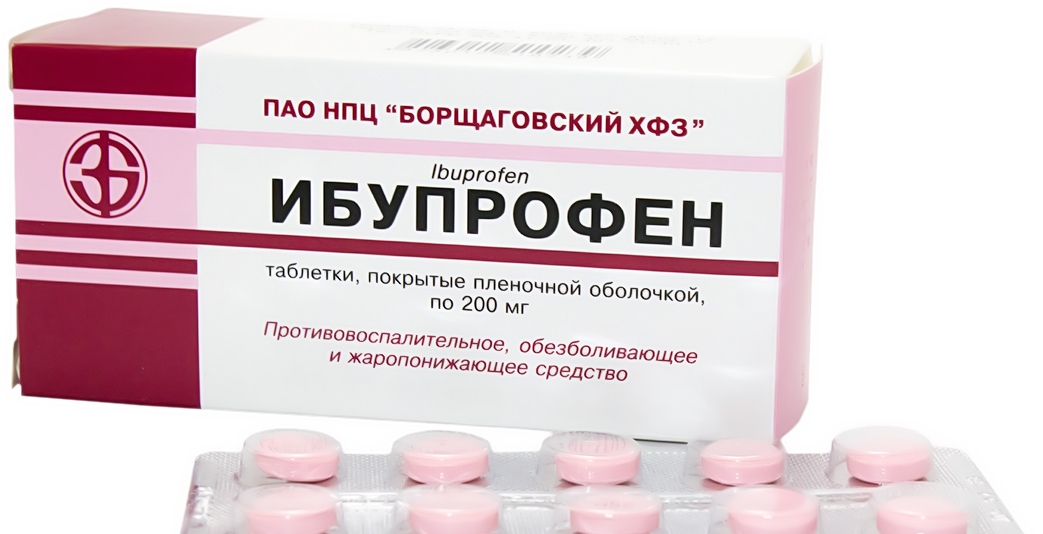 ПАО НПЦ “БОРЩАГОВСКИЙ ХФЗ”
Ibuprofen
ИБУПРОФЕН
таблетки, покрытые пленочной оболочкой,
по 200 мг
Противовоспалительное, обезболивающее
и жаропонижающее средство